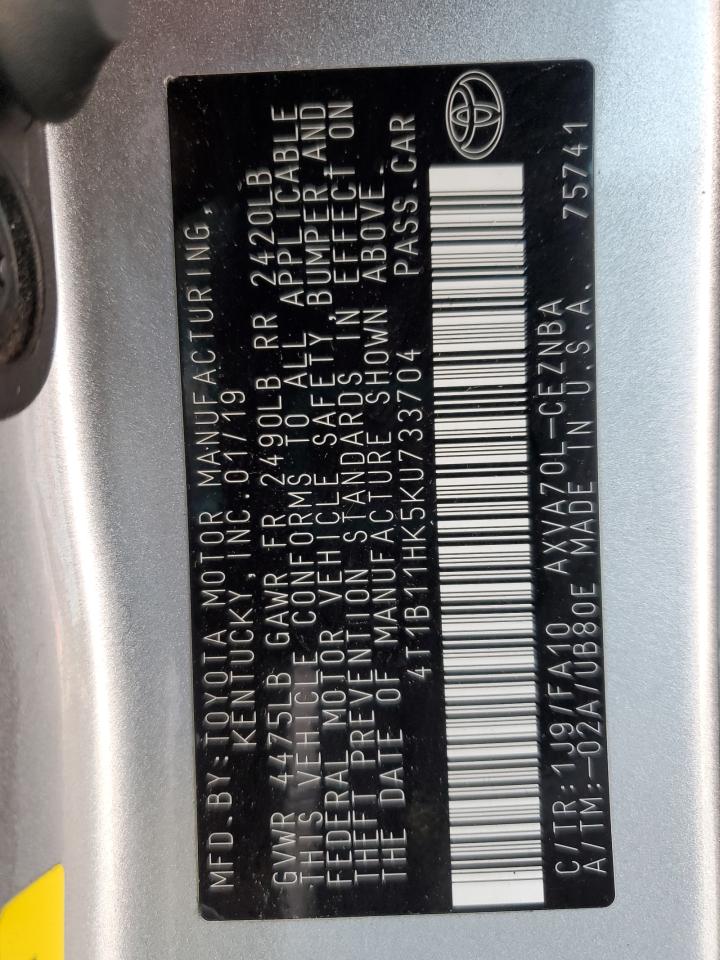 MFD.BY:TOYOTA MOTOR MANUFACTURING,
KENTUCKY, INC.01/19
GVWR 4475LB GAWR FR 2490LB RR 2420LB
THIS VEHICLE CONFORMS TO ALL APPLICABLE
FEDERAL MOTOR VEHICLE SAFETY, BUMPER AND
THEFT PREVENTION STANDARDS IN EFFECT ON
THE DATE OF MANUFACTURE SHOWN ABOVE.
4T1B11HK5KU733704 PASS.CAR
C/TR:1J9/FA10 AXVA70L-CEZNBA
A/TM:-02A/UB80E MADE IN U.S.A. 75741